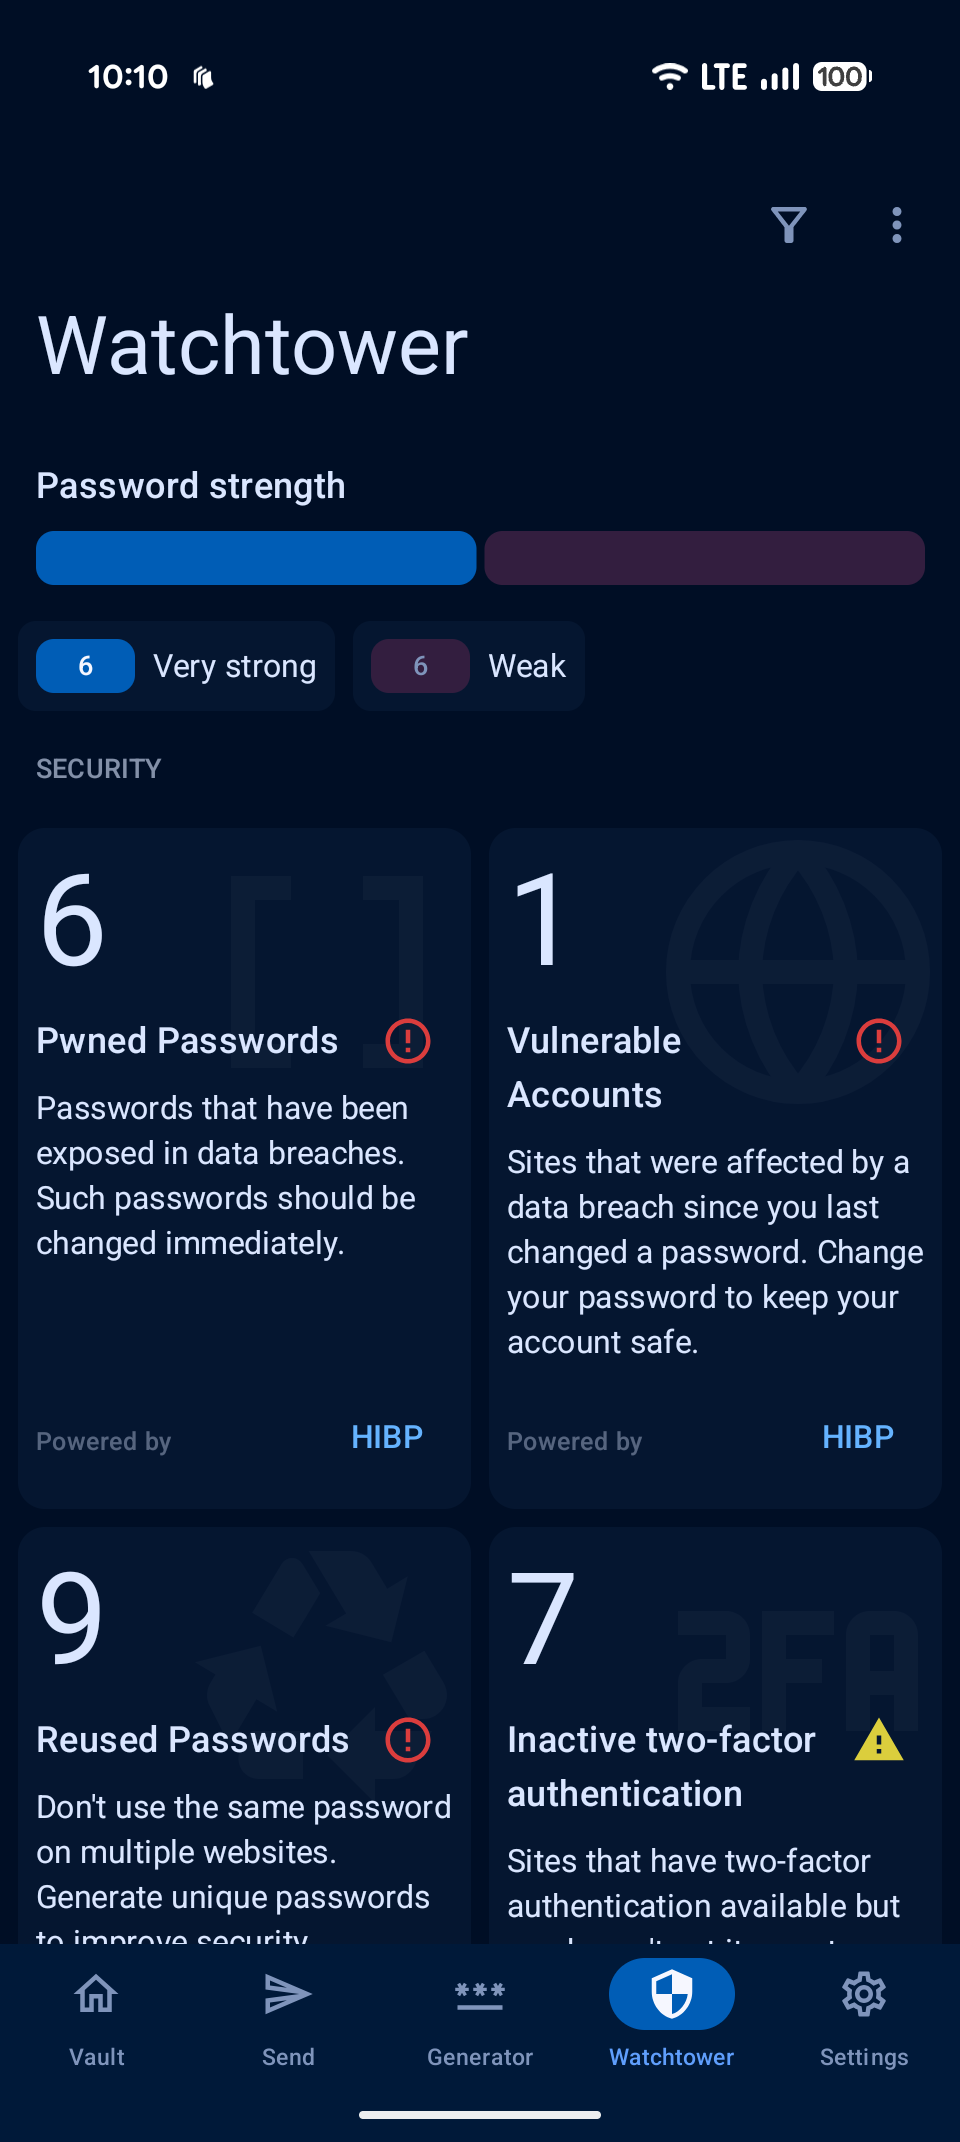 10:10
LTE
100
Watchtower
Password strength
6 Very strong
6 Weak
SECURITY
6
Pwned Passwords
Passwords that have been
exposed in data breaches.
Such passwords should be
changed immediately.
Powered by HIBP
1
Vulnerable
Accounts
Sites that were affected by a
data breach since you last
changed a password. Change
your password to keep your
account safe.
Powered by HIBP
9
Reused Passwords
Don't use the same password
on multiple websites.
Generate unique passwords
to improve security.
2FA
7
Inactive two-factor
authentication
Sites that have two-factor
authentication available but
***
Vault
Send
Generator
Watchtower
Settings